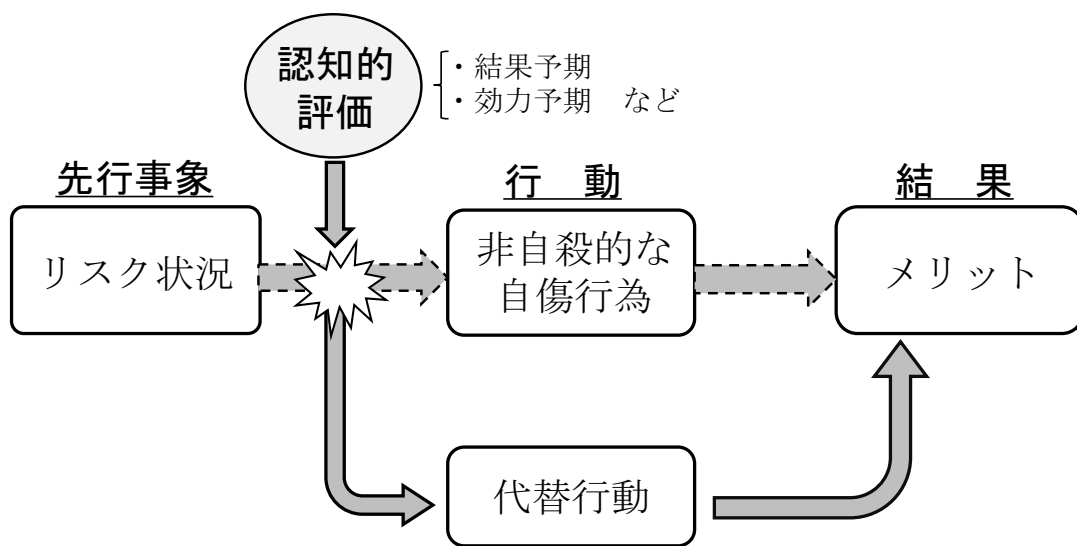 認知的
評価
・結果予期
・効力予期　など
先行事象
行　動
結　果
リスク状況
非自殺的な
自傷行為
メリット
代替行動